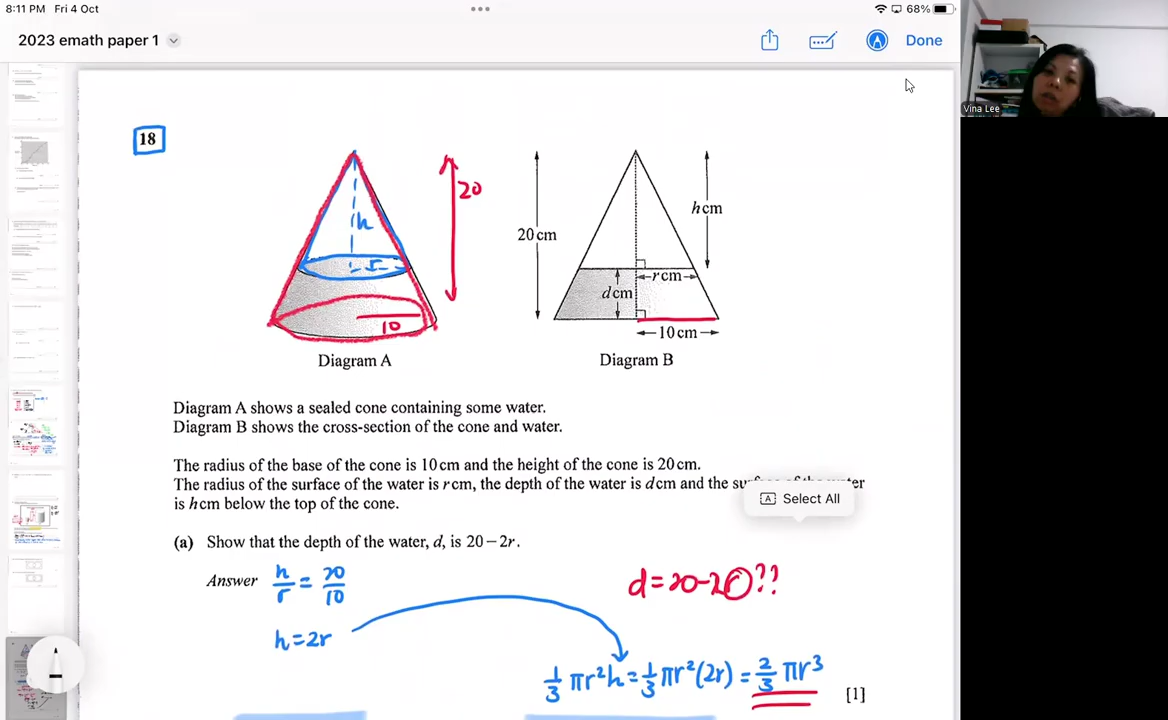 8:11 PM Fri 4 Oct
68%
2023 emath paper 1
Done
Vina Lee
18
20
h
r
10
20 cm
h cm
r cm
d cm
10 cm
Diagram A
Diagram B
Diagram A shows a sealed cone containing some water.
Diagram B shows the cross-section of the cone and water.
The radius of the base of the cone is 10 cm and the height of the cone is 20 cm.
The radius of the surface of the water is r cm, the depth of the water is d cm and the
is h cm below the top of the cone.
Select All
(a) Show that the depth of the water, d, is 20 − 2r.
Answer h/r = 20/10
d = 20 - 2r ??
h = 2r
1/3 πr²h = 1/3 πr²(2r) = 2/3 πr³
[1]